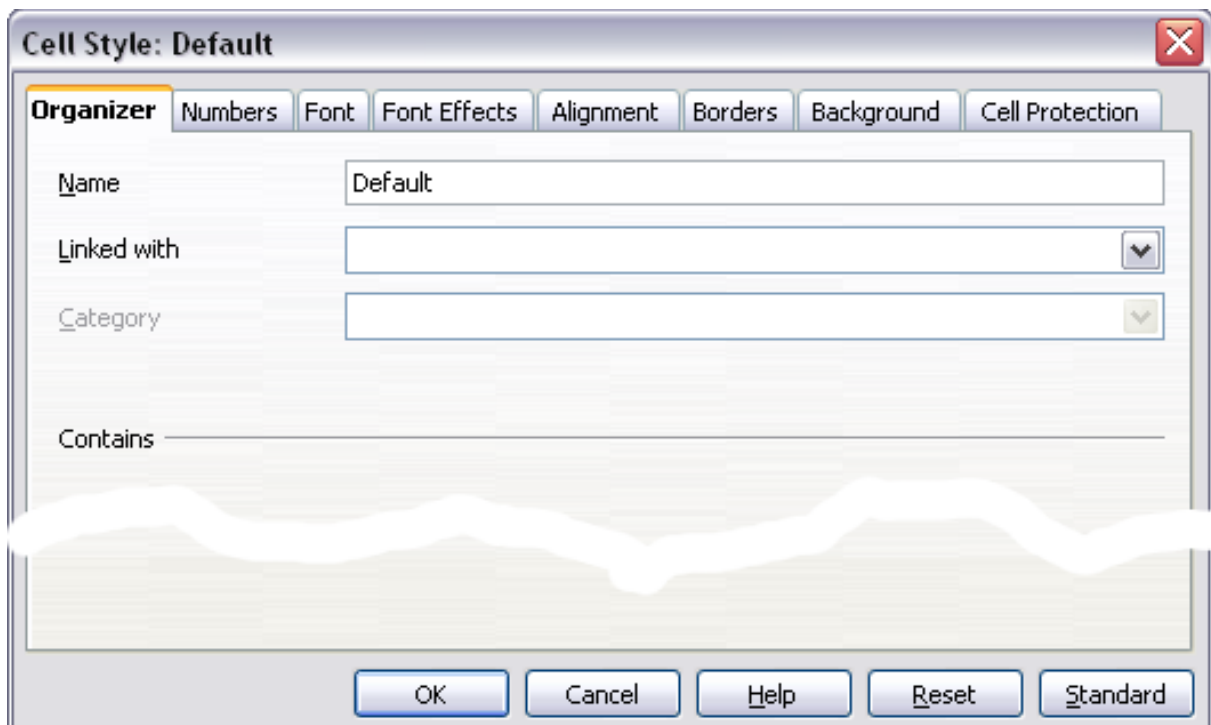 Cell Style: Default
Organizer Numbers Font Font Effects Alignment Borders Background Cell Protection
Name Default
Linked with
Category
Contains
OK Cancel Help Reset Standard